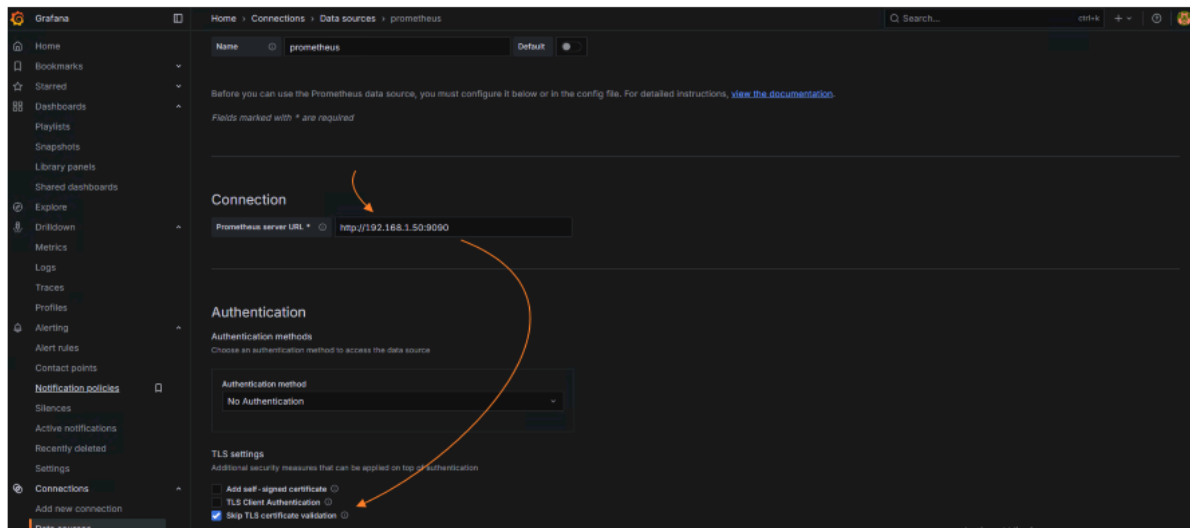 Grafana
Home › Connections › Data sources › prometheus
Search...
ctrl+k
Home
Bookmarks
Starred
Dashboards
Playlists
Snapshots
Library panels
Shared dashboards
Explore
Drilldown
Metrics
Logs
Traces
Profiles
Alerting
Alert rules
Contact points
Notification policies
Silences
Active notifications
Recently deleted
Settings
Connections
Add new connection
Data sources
Name prometheus Default
Before you can use the Prometheus data source, you must configure it below or in the config file. For detailed instructions, view the documentation.
Fields marked with * are required
Connection
Prometheus server URL * http://192.168.1.50:9090
Authentication
Authentication methods
Choose an authentication method to access the data source
Authentication method
No Authentication
TLS settings
Additional security measures that can be applied on top of authentication
Add self-signed certificate
TLS Client Authentication
Skip TLS certificate validation